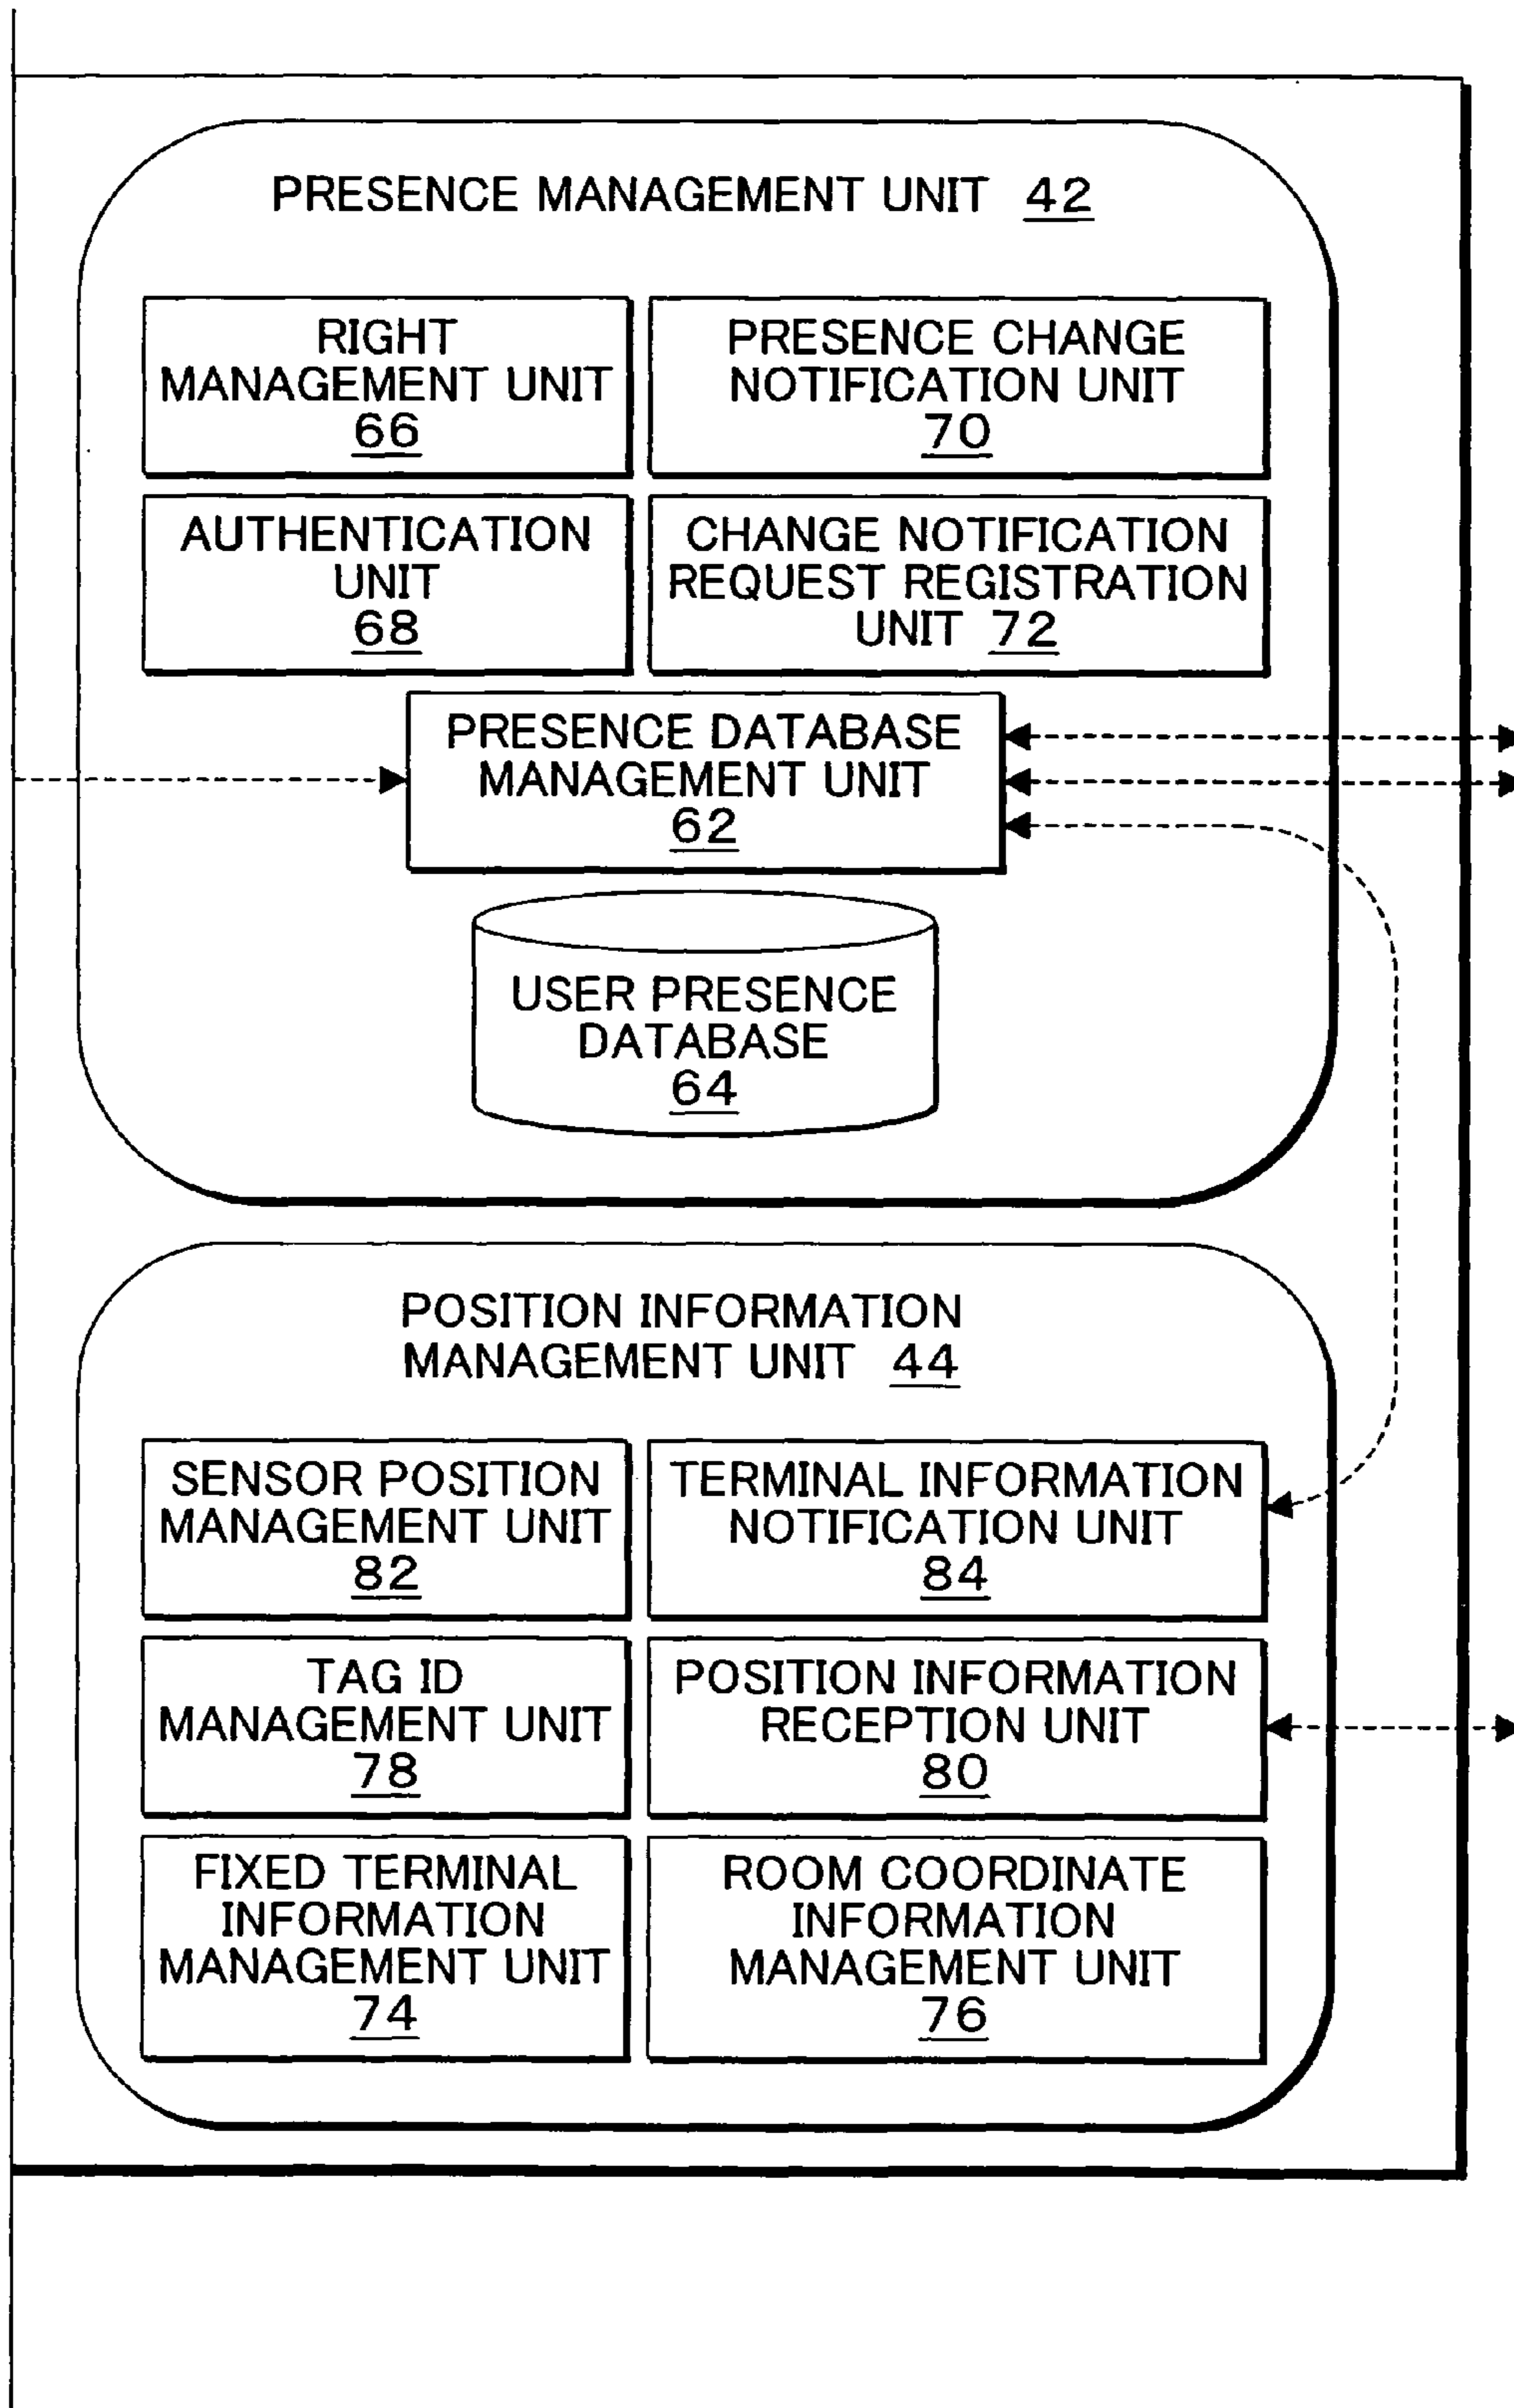 PRESENCE MANAGEMENT UNIT 42
RIGHT
MANAGEMENT UNIT
66
PRESENCE CHANGE
NOTIFICATION UNIT
70
AUTHENTICATION
UNIT
68
CHANGE NOTIFICATION
REQUEST REGISTRATION
UNIT 72
PRESENCE DATABASE
MANAGEMENT UNIT
62
USER PRESENCE
DATABASE
64
POSITION INFORMATION
MANAGEMENT UNIT 44
SENSOR POSITION
MANAGEMENT UNIT
82
TERMINAL INFORMATION
NOTIFICATION UNIT
84
TAG ID
MANAGEMENT UNIT
78
POSITION INFORMATION
RECEPTION UNIT
80
FIXED TERMINAL
INFORMATION
MANAGEMENT UNIT
74
ROOM COORDINATE
INFORMATION
MANAGEMENT UNIT
76